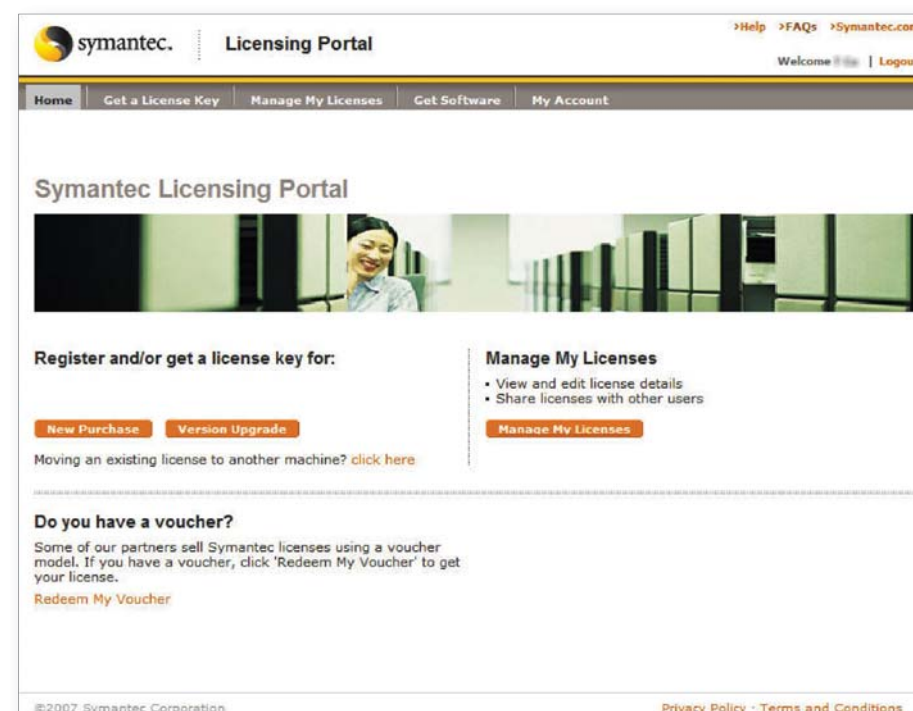 symantec.
Licensing Portal
>Help >FAQs >Symantec.com
Welcome | Logou
Home Get a License Key Manage My Licenses Get Software My Account
Symantec Licensing Portal
Register and/or get a license key for:
New Purchase Version Upgrade
Moving an existing license to another machine? click here
Manage My Licenses
▪ View and edit license details
▪ Share licenses with other users
Manage My Licenses
Do you have a voucher?
Some of our partners sell Symantec licenses using a voucher
model. If you have a voucher, click 'Redeem My Voucher' to get
your license.
Redeem My Voucher
©2007 Symantec Corporation
Privacy Policy · Terms and Conditions